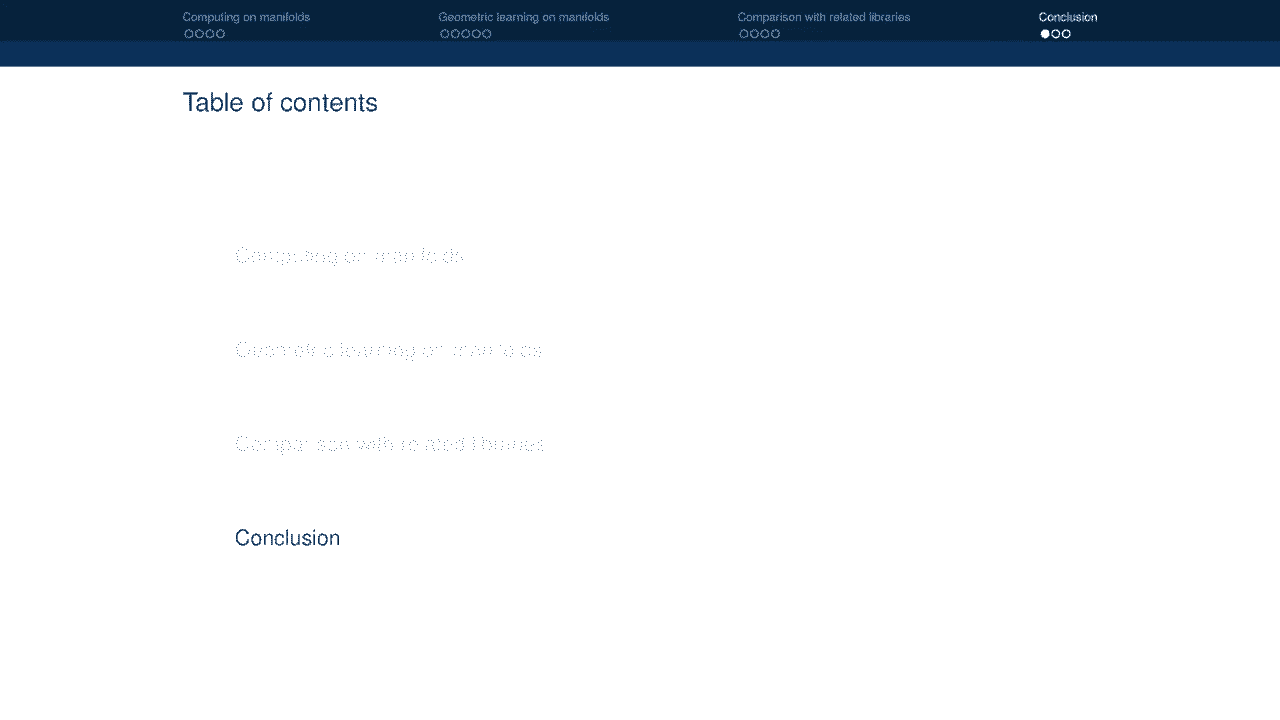 Computing on manifolds Geometric learning on manifolds Comparison with related libraries Conclusion
Table of contents
Computing on manifolds
Geometric learning on manifolds
Comparison with related libraries
Conclusion